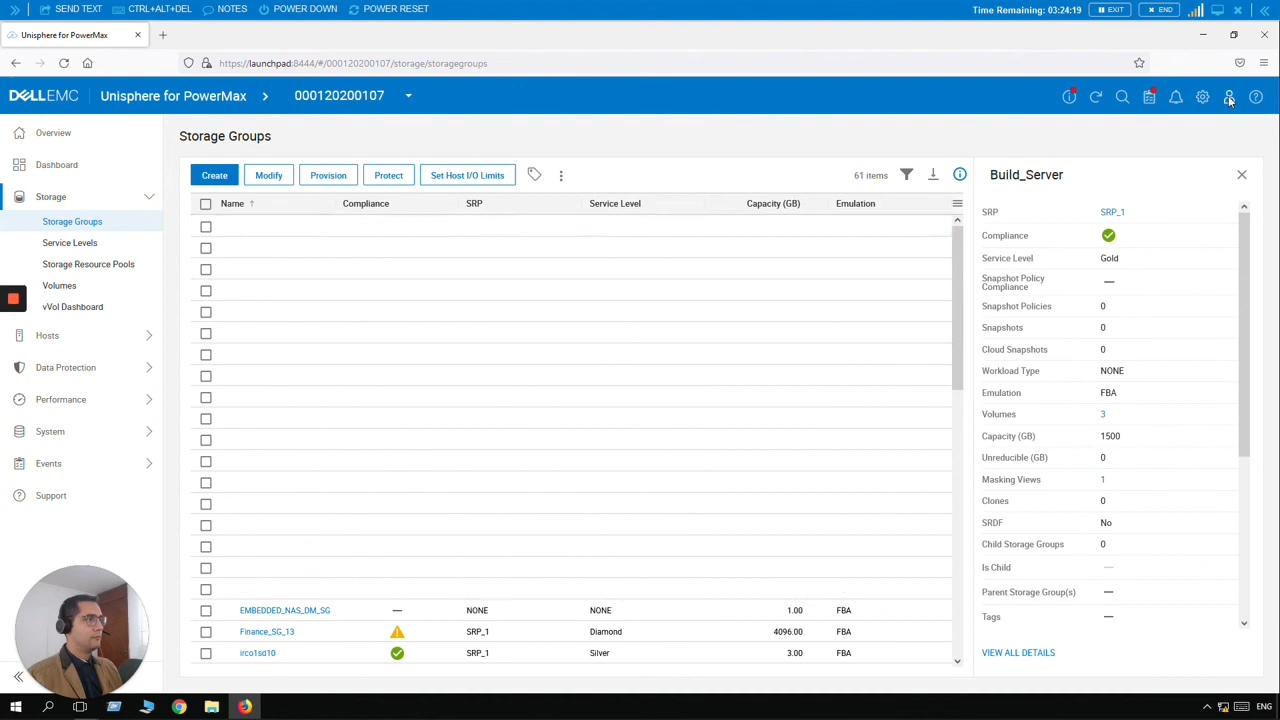 SEND TEXT CTRL+ALT+DEL NOTES POWER DOWN POWER RESET Time Remaining: 03:24:19 EXIT END
Unisphere for PowerMax
https://launchpad:8444/#/000120200107/storage/storagegroups
DELLEMC Unisphere for PowerMax 000120200107
Overview
Dashboard
Storage
Storage Groups
Service Levels
Storage Resource Pools
Volumes
vVol Dashboard
Hosts
Data Protection
Performance
System
Events
Support
Storage Groups
Create Modify Provision Protect Set Host I/O Limits 61 items
Name Compliance SRP Service Level Capacity (GB) Emulation
EMBEDDED_NAS_DM_SG — NONE NONE 1.00 FBA
Finance_SG_13 SRP_1 Diamond 4096.00 FBA
irco1sd10 SRP_1 Silver 3.00 FBA
Build_Server
SRP SRP_1
Compliance
Service Level Gold
Snapshot Policy
Compliance —
Snapshot Policies 0
Snapshots 0
Cloud Snapshots 0
Workload Type NONE
Emulation FBA
Volumes 3
Capacity (GB) 1500
Unreducible (GB) 0
Masking Views 1
Clones 0
SRDF No
Child Storage Groups 0
Is Child —
Parent Storage Group(s) —
Tags —
VIEW ALL DETAILS
ENG